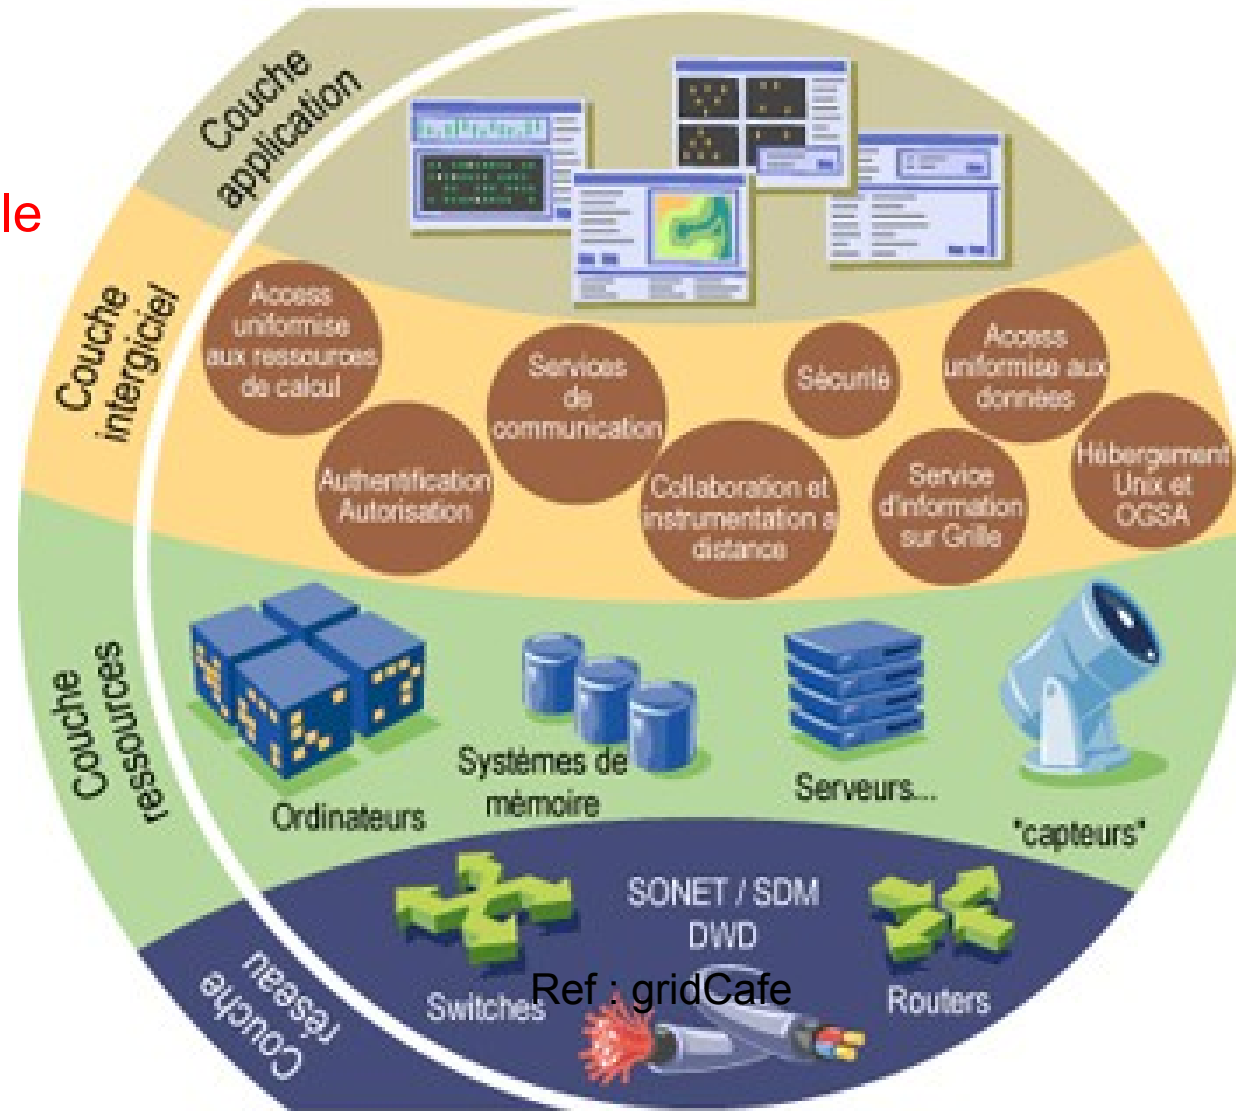 Couche
application
le
Couche
intergiciel
Access
uniformise
aux ressources
de calcul
Authentification
Autorisation
Services
de
communication
Collaboration et
instrumentation a
distance
Sécurité
Service
d'information
sur Grille
Access
uniformise aux
données
Hébergement
Unix et
OGSA
Couche
ressources
Ordinateurs
Systèmes de
mémoire
Serveurs...
"capteurs"
Couche
réseau
Switches
SONET / SDM
DWD
Ref : gridCafe
Routers